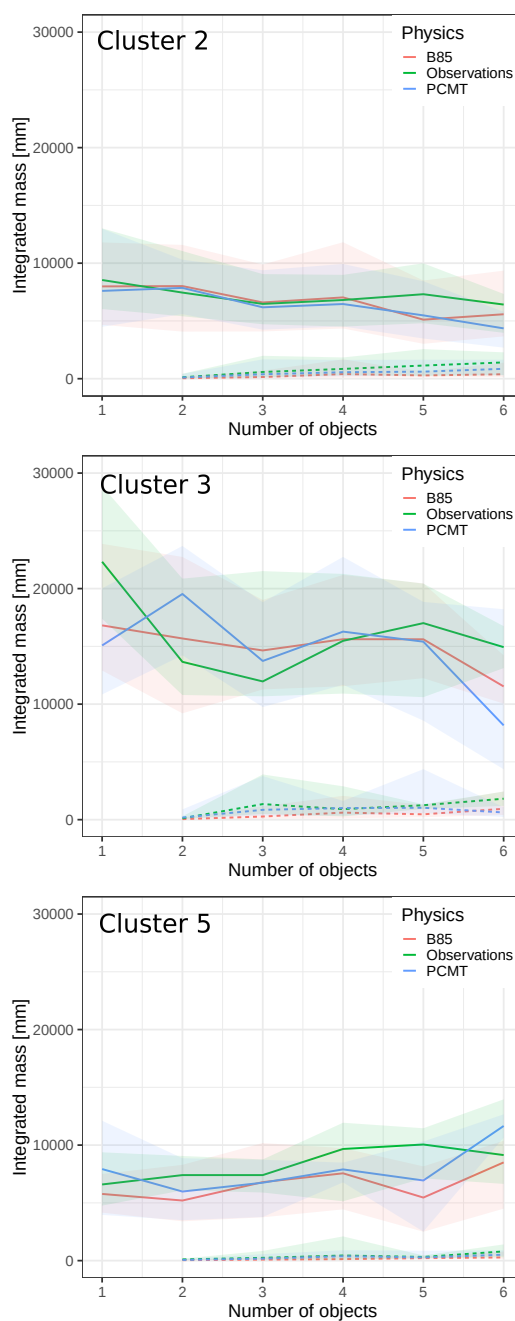 Cluster 2
Physics
B85
Observations
PCMT
30000
20000
10000
0
Integrated mass [mm]
1 2 3 4 5 6
Number of objects
Cluster 3
Physics
B85
Observations
PCMT
30000
20000
10000
0
Integrated mass [mm]
1 2 3 4 5 6
Number of objects
Cluster 5
Physics
B85
Observations
PCMT
30000
20000
10000
0
Integrated mass [mm]
1 2 3 4 5 6
Number of objects